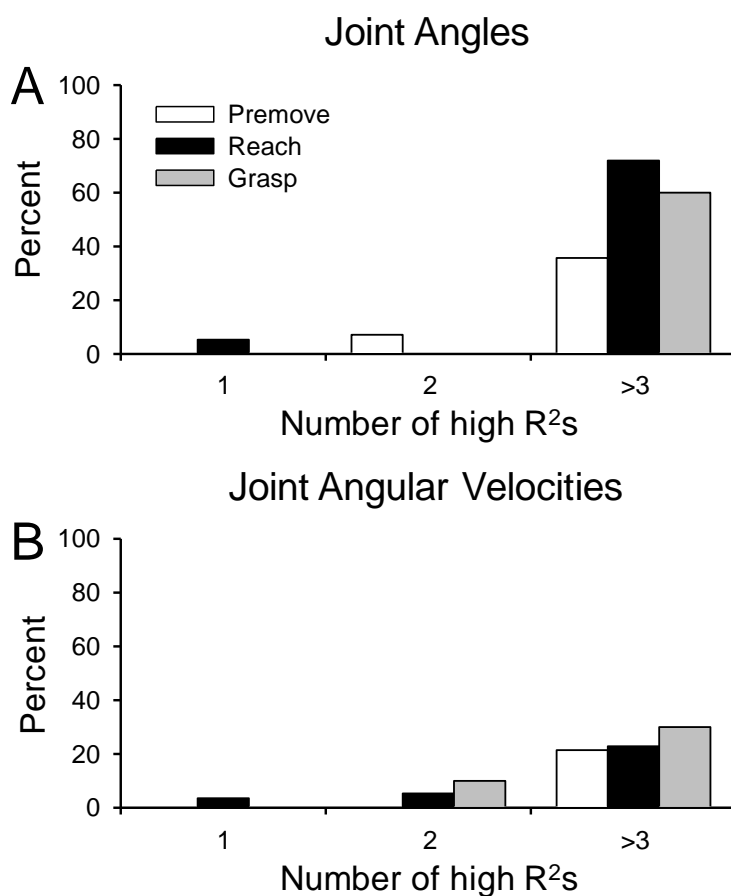 Joint Angles
A
Premove
Reach
Grasp
Percent
100
80
60
40
20
0
1 2 >3
Number of high R²s
Joint Angular Velocities
B
Percent
100
80
60
40
20
0
1 2 >3
Number of high R²s